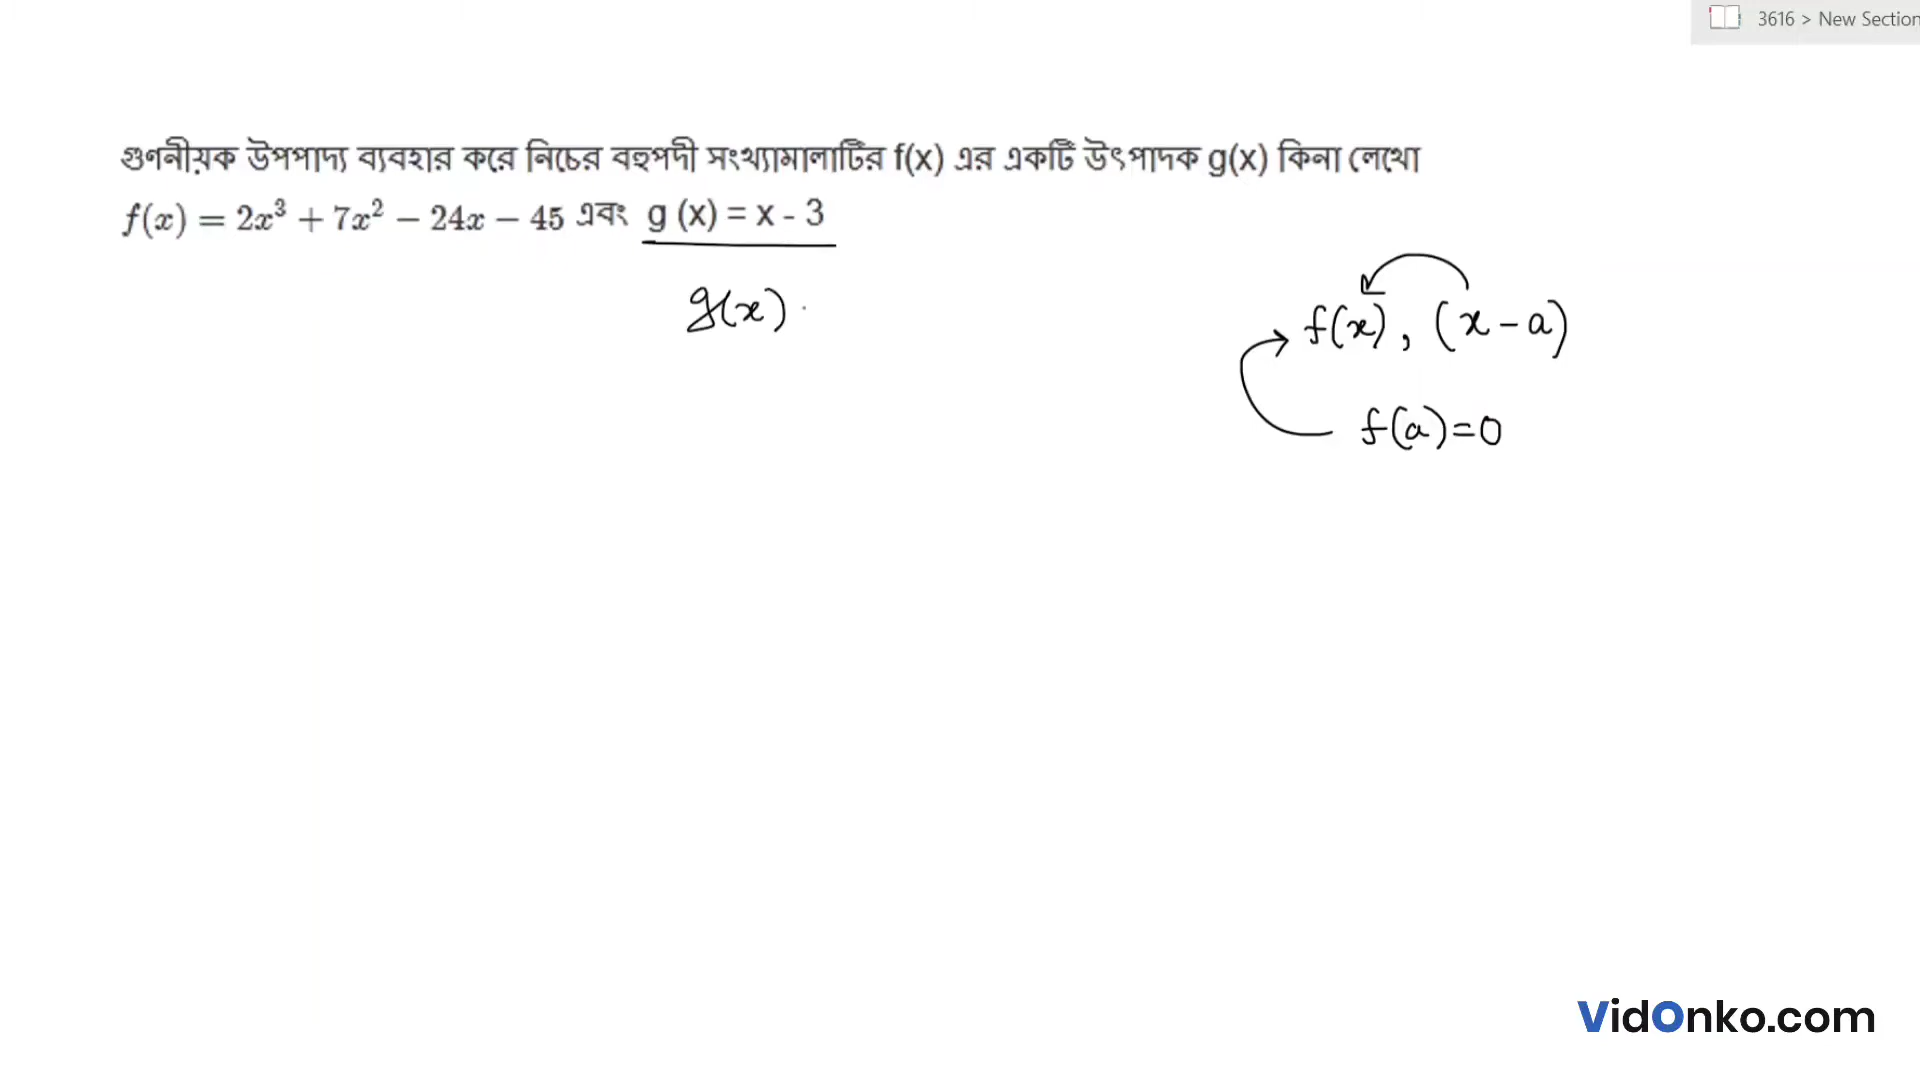 3616 > New Section
গুণনীয়ক উপপাদ্য ব্যবহার করে নিচের বহুপদী সংখ্যামালাটির f(x) এর একটি উৎপাদক g(x) কিনা লেখো
f(x) = 2x³ + 7x² − 24x − 45 এবং g (x) = x - 3
g(x)
f(x), (x-a)
f(a)=0
VidOnko.com